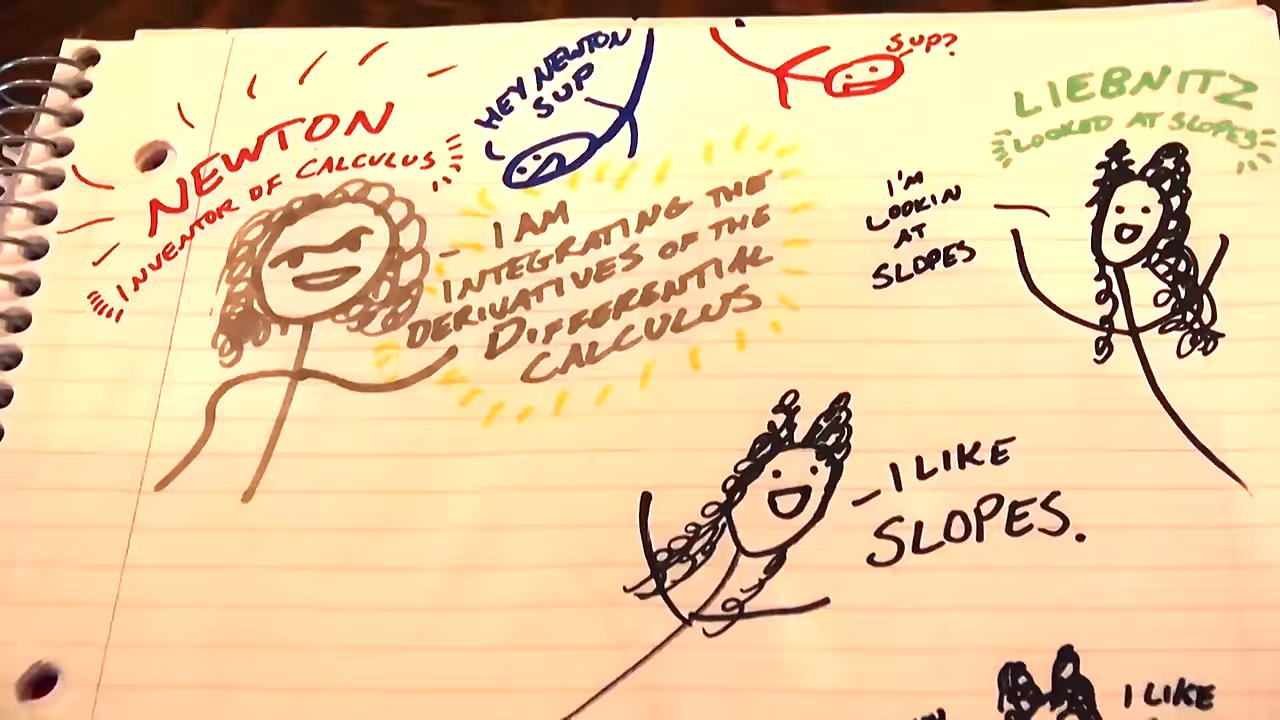 NEWTON
INVENTOR OF CALCULUS
HEY NEWTON
SUP
SUP?
LIEBNITZ
LOOKED AT SLOPES
I AM
INTEGRATING THE
DERIVATIVES OF THE
DIFFERENTIAL
CALCULUS
I'M
LOOKIN
AT
SLOPES
I LIKE
SLOPES.
I LIKE